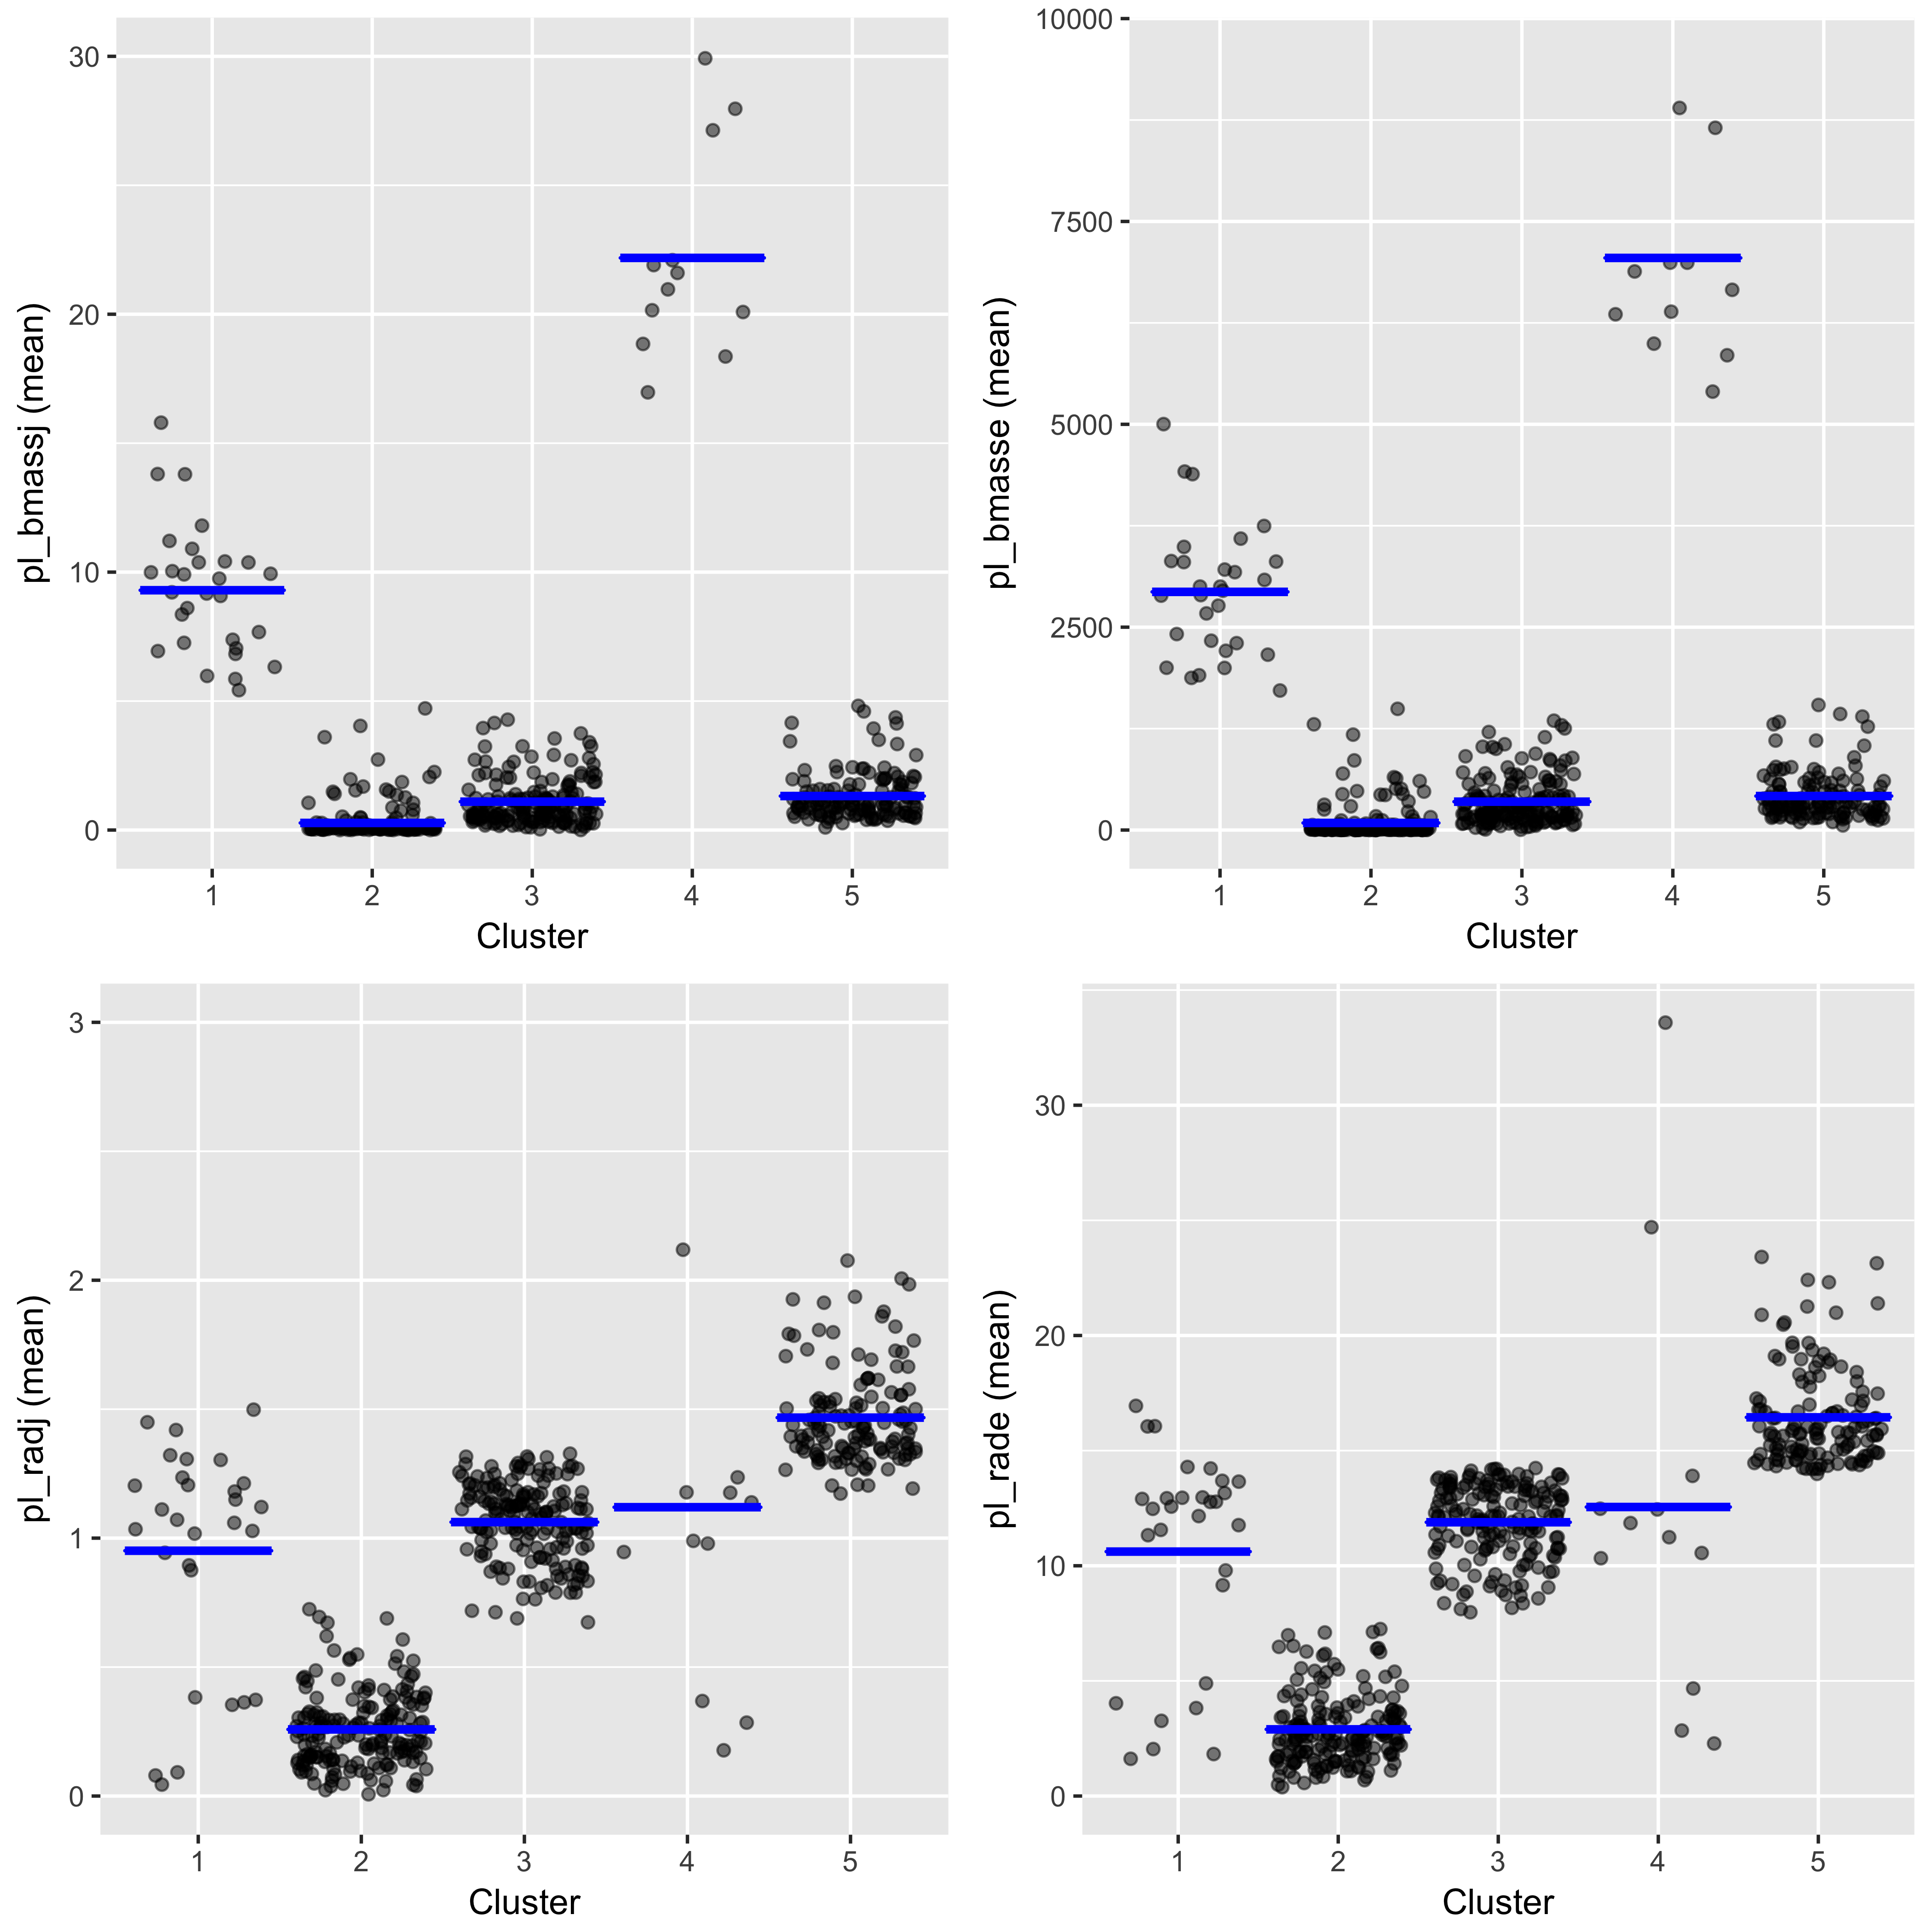 pl_bmassj (mean)
30
20
10
0
1 2 3 4 5
Cluster
pl_bmasse (mean)
10000
7500
5000
2500
0
1 2 3 4 5
Cluster
pl_radj (mean)
3
2
1
0
1 2 3 4 5
Cluster
pl_rade (mean)
30
20
10
0
1 2 3 4 5
Cluster